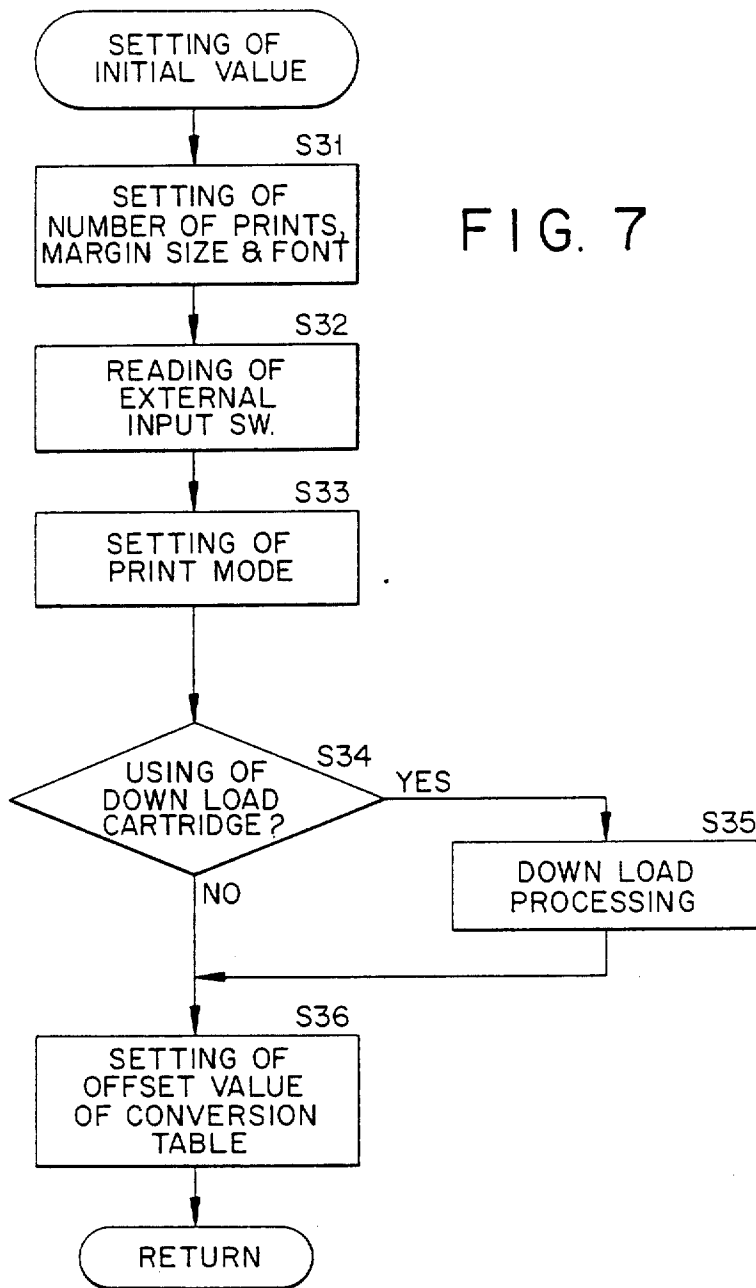 SETTING OF
INITIAL VALUE
S31
SETTING OF
NUMBER OF PRINTS,
MARGIN SIZE & FONT
FIG. 7
S32
READING OF
EXTERNAL
INPUT SW.
S33
SETTING OF
PRINT MODE
S34
USING OF
DOWN LOAD
CARTRIDGE?
YES
NO
S35
DOWN LOAD
PROCESSING
S36
SETTING OF
OFFSET VALUE
OF CONVERSION
TABLE
RETURN